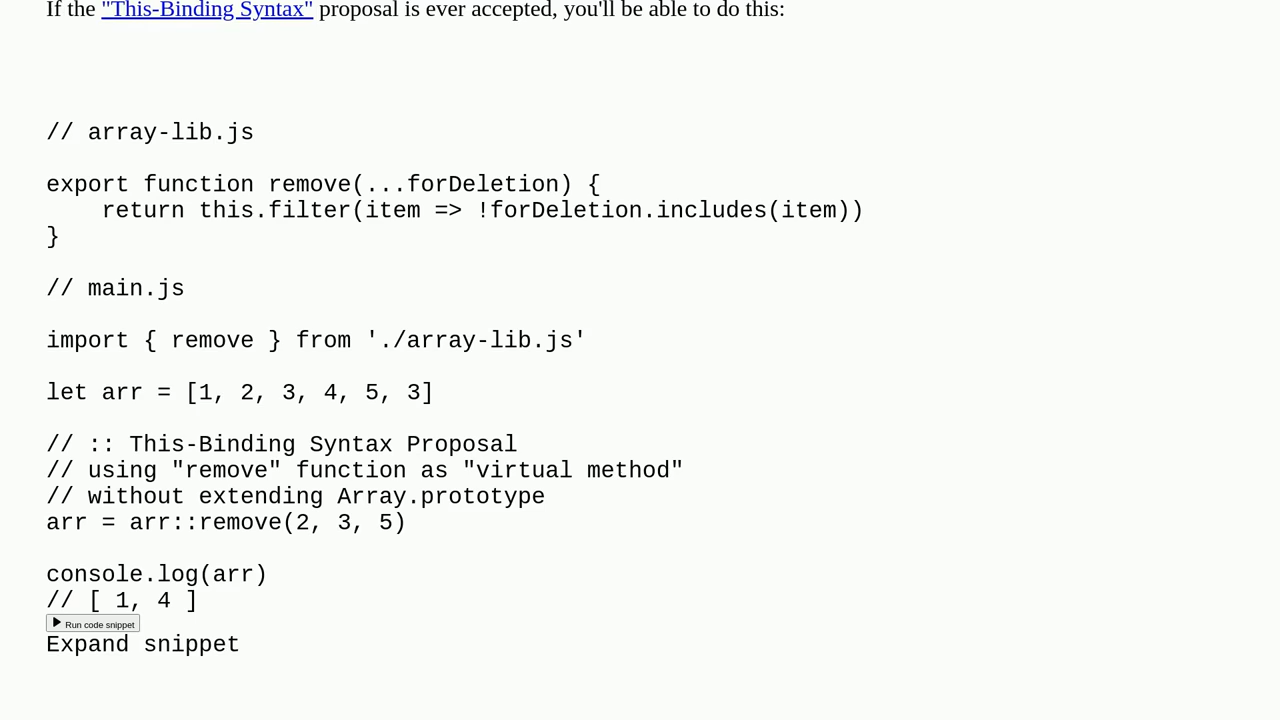 If the "This-Binding Syntax" proposal is ever accepted, you'll be able to do this:
// array-lib.js
export function remove(...forDeletion) {
    return this.filter(item => !forDeletion.includes(item))
}
// main.js
import { remove } from './array-lib.js'
let arr = [1, 2, 3, 4, 5, 3]
// :: This-Binding Syntax Proposal
// using "remove" function as "virtual method"
// without extending Array.prototype
arr = arr::remove(2, 3, 5)
console.log(arr)
// [ 1, 4 ]
Run code snippet
Expand snippet